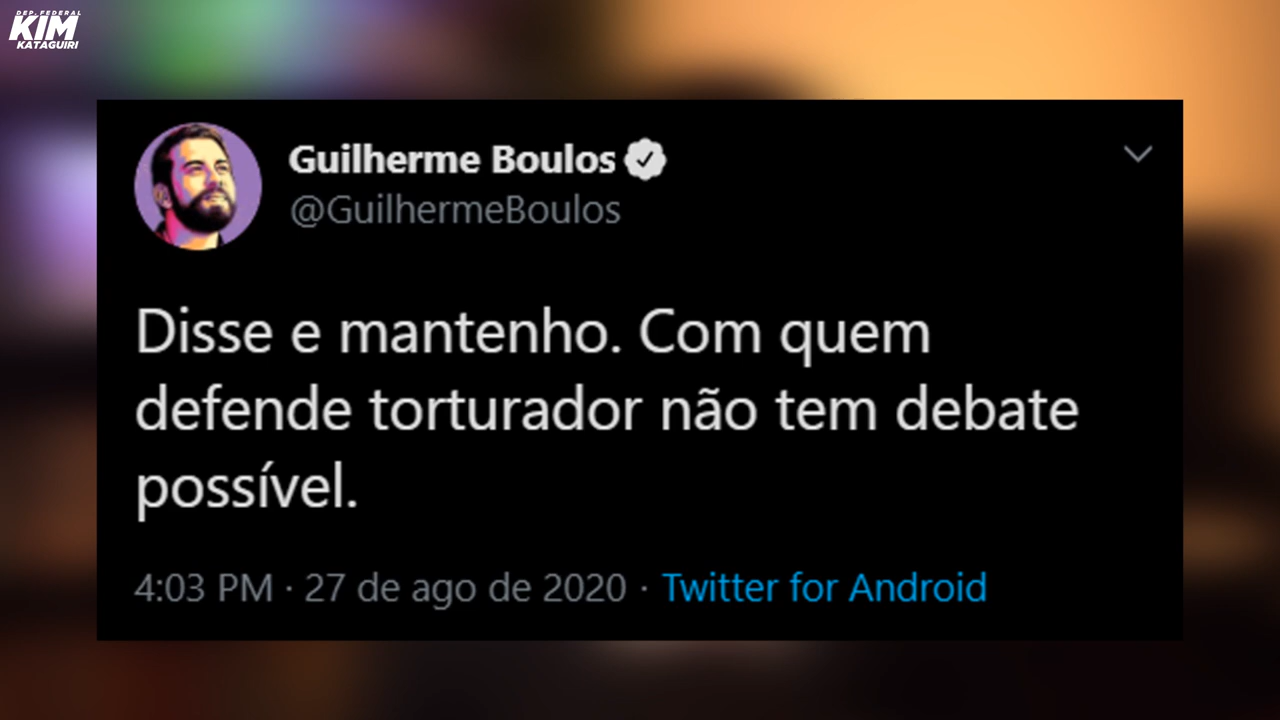 DEP. FEDERAL
KIM
KATAGUIRI
Guilherme Boulos
@GuilhermeBoulos
Disse e mantenho. Com quem
defende torturador não tem debate
possível.
4:03 PM · 27 de ago de 2020 · Twitter for Android